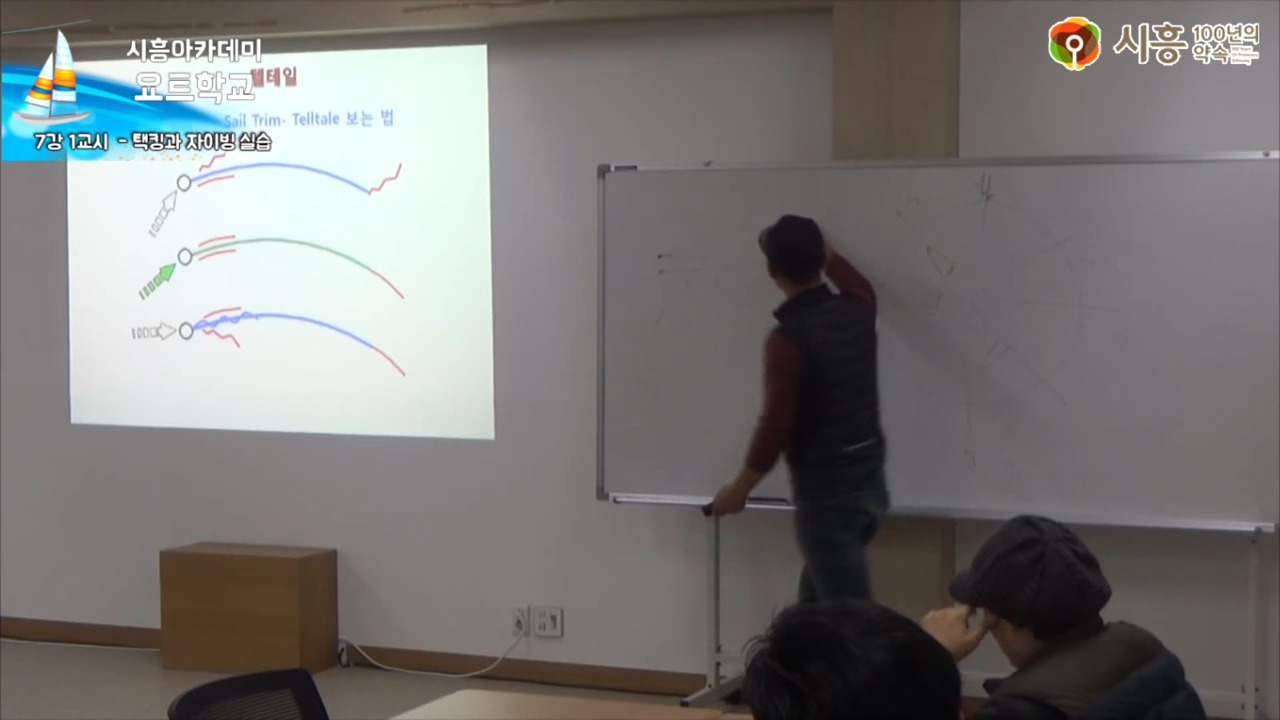 시흥아카데미
요트학교
7강 1교시 - 택킹과 자이빙 실습
텔테일
Sail Trim- Telltale 보는 법
시흥
100년의
약속